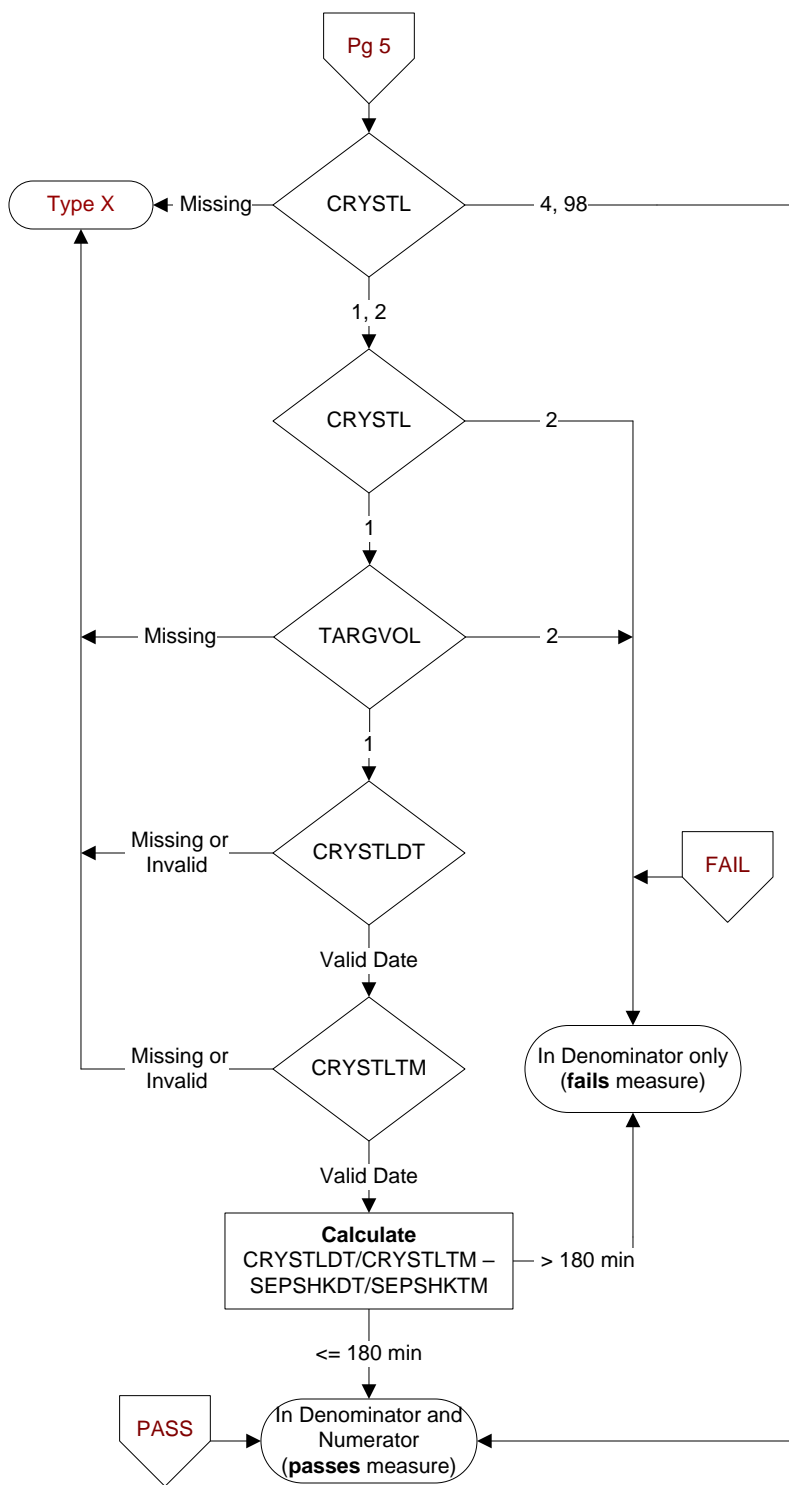 Pg 5
Type X
Missing
CRYSTL
4, 98
1, 2
CRYSTL
2
1
Missing
TARGVOL
2
1
Missing or
Invalid
CRYSTLDT
FAIL
Valid Date
Missing or
Invalid
CRYSTLTM
In Denominator only
(fails measure)
Valid Date
Calculate
CRYSTLDT/CRYSTLTM –
SEPSHKDT/SEPSHKTM
> 180 min
<= 180 min
PASS
In Denominator and
Numerator
(passes measure)